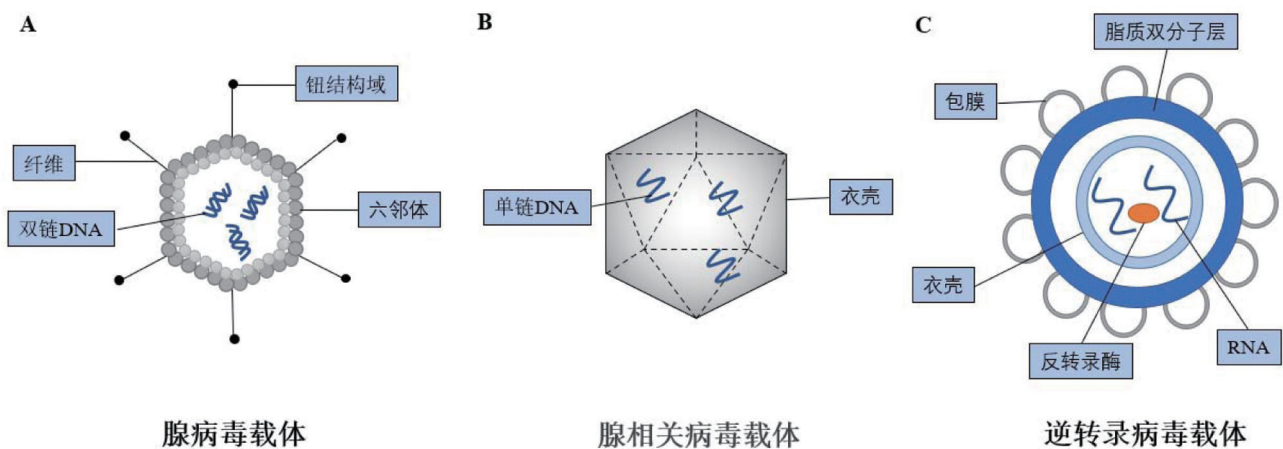 A
钮结构域
纤维
双链DNA
六邻体
腺病毒载体
B
单链DNA
衣壳
腺相关病毒载体
C
脂质双分子层
包膜
衣壳
反转录酶
RNA
逆转录病毒载体